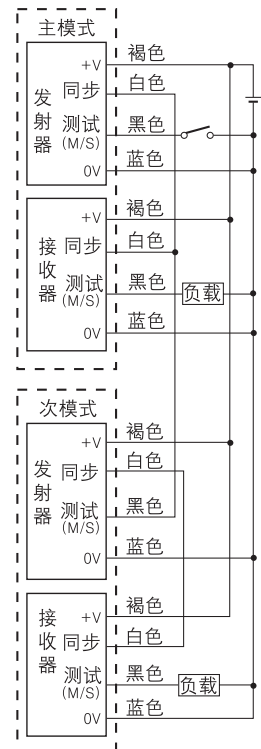 主模式
发射器
+V 褐色
同步 白色
测试 (M/S) 黑色
0V 蓝色
接收器
+V 褐色
同步 白色
测试 (M/S) 黑色 负载
0V 蓝色
次模式
发射器
+V 褐色
同步 白色
测试 (M/S) 黑色
0V 蓝色
接收器
+V 褐色
同步 白色
测试 (M/S) 黑色 负载
0V 蓝色